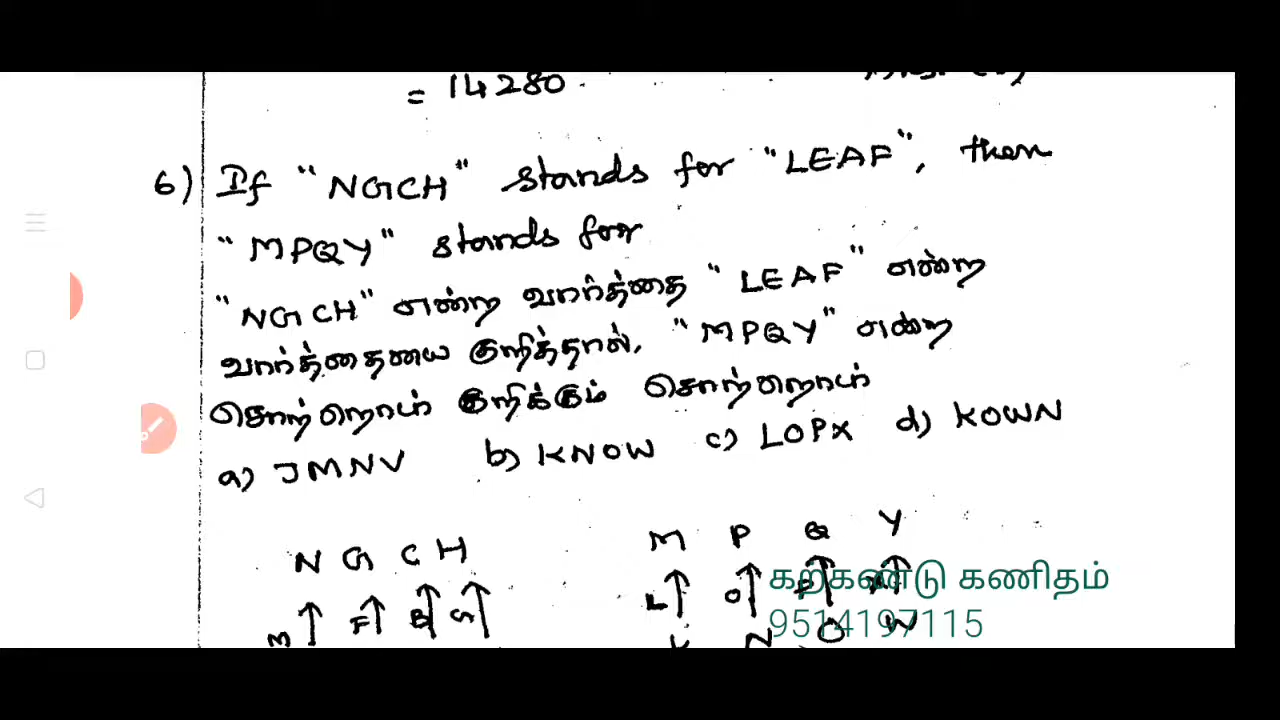 = 14280
6) If "NGCH" stands for "LEAF", then
"MPQY" stands for
"NGCH" என்ற வார்த்தை "LEAF" என்ற
வார்த்தையை குறித்தால், "MPQY" என்ற
சொற்றொடர் குறிக்கும் சொற்றொடர்
a) JMNV b) KNOW c) LOPX d) KOWN
N G C H M P Q Y
M F B G L O P X
K N O W
கற்கண்டு கணிதம்
9514197115